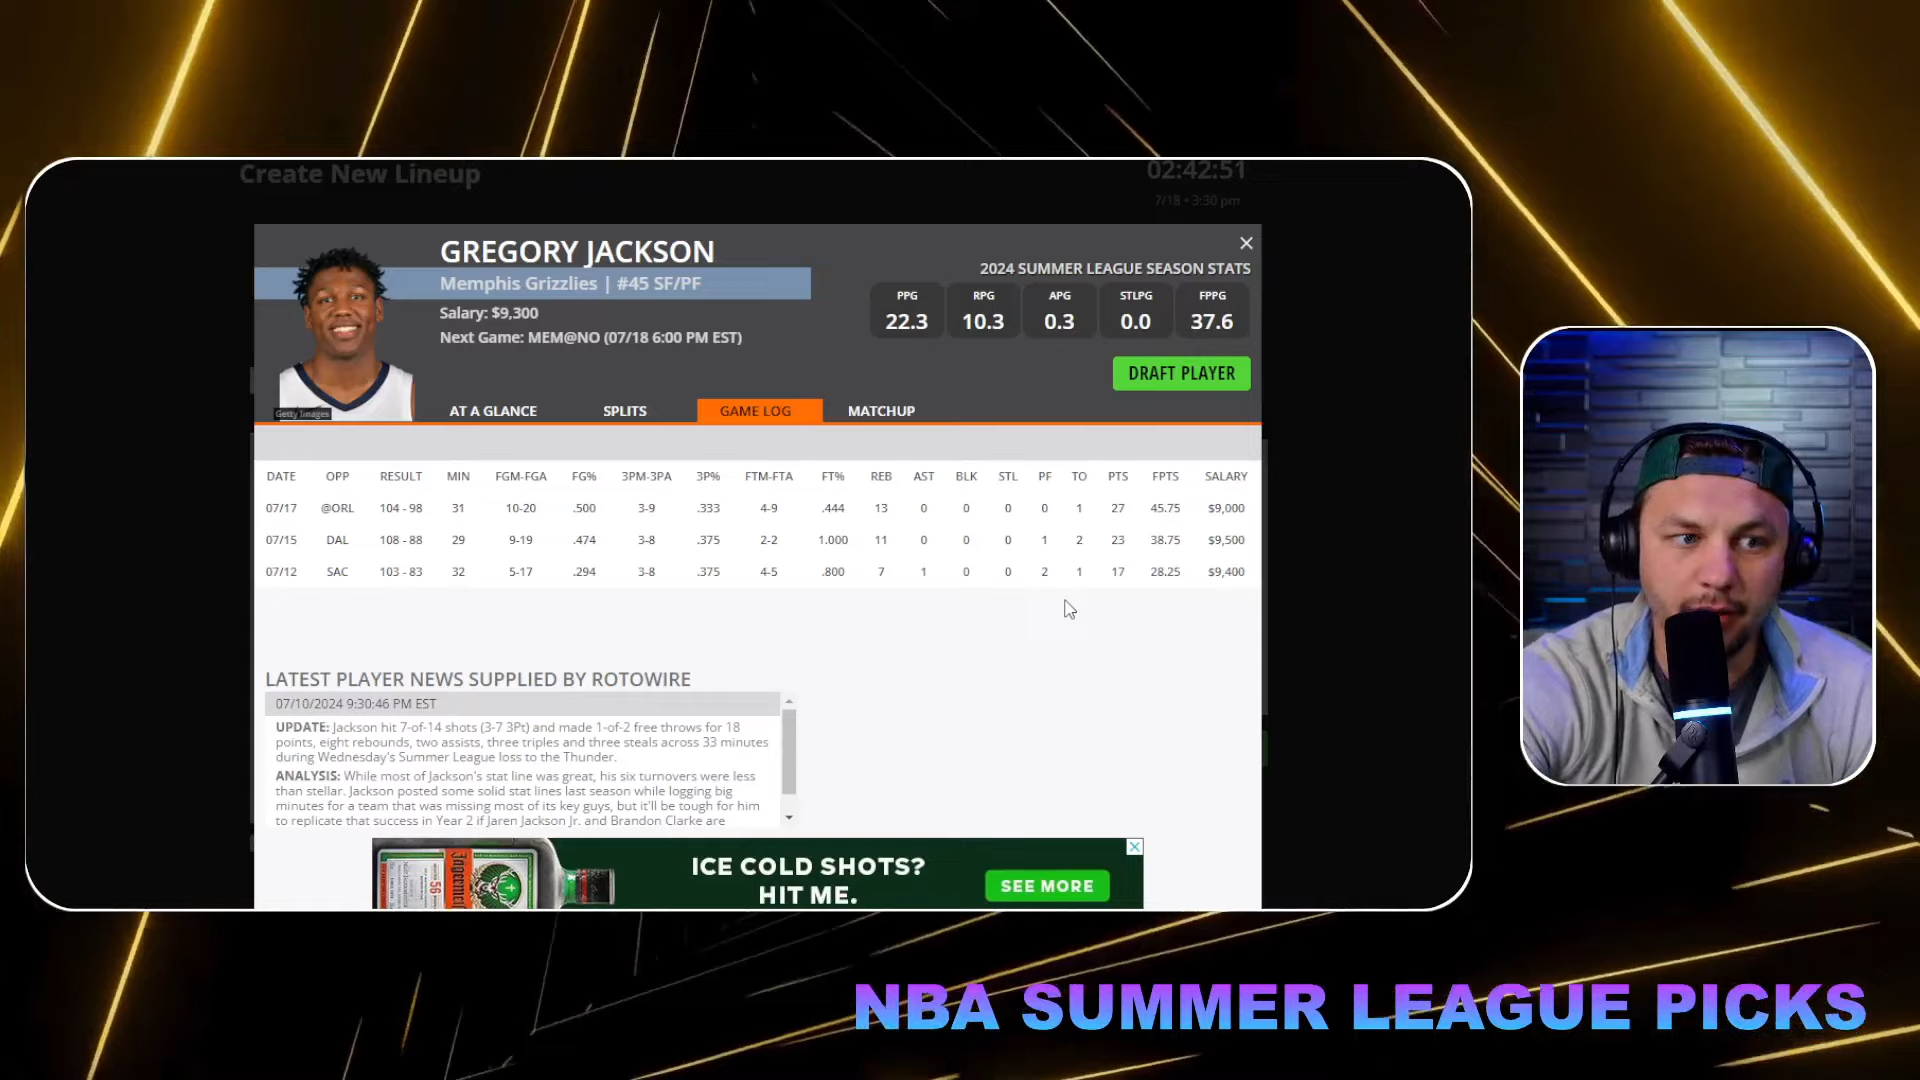 Create New Lineup
02:42:51
7/18 • 3:30 pm
GREGORY JACKSON
Memphis Grizzlies | #45 SF/PF
Salary: $9,300
Next Game: MEM@NO (07/18 6:00 PM EST)
Getty Images
2024 SUMMER LEAGUE SEASON STATS
PPG RPG APG STLPG FPPG
22.3 10.3 0.3 0.0 37.6
DRAFT PLAYER
AT A GLANCE SPLITS GAME LOG MATCHUP
DATE OPP RESULT MIN FGM-FGA FG% 3PM-3PA 3P% FTM-FTA FT% REB AST BLK STL PF TO PTS FPTS SALARY
07/17 @ORL 104 - 98 31 10-20 .500 3-9 .333 4-9 .444 13 0 0 0 0 1 27 45.75 $9,000
07/15 DAL 108 - 88 29 9-19 .474 3-8 .375 2-2 1.000 11 0 0 0 1 2 23 38.75 $9,500
07/12 SAC 103 - 83 32 5-17 .294 3-8 .375 4-5 .800 7 1 0 0 2 1 17 28.25 $9,400
LATEST PLAYER NEWS SUPPLIED BY ROTOWIRE
07/10/2024 9:30:46 PM EST
UPDATE: Jackson hit 7-of-14 shots (3-7 3Pt) and made 1-of-2 free throws for 18
points, eight rebounds, two assists, three triples and three steals across 33 minutes
during Wednesday's Summer League loss to the Thunder.
ANALYSIS: While most of Jackson's stat line was great, his six turnovers were less
than stellar. Jackson posted some solid stat lines last season while logging big
minutes for a team that was missing most of its key guys, but it'll be tough for him
to replicate that success in Year 2 if Jaren Jackson Jr. and Brandon Clarke are
Jägermeister
56
ICE COLD SHOTS?
HIT ME.
SEE MORE
NBA SUMMER LEAGUE PICKS